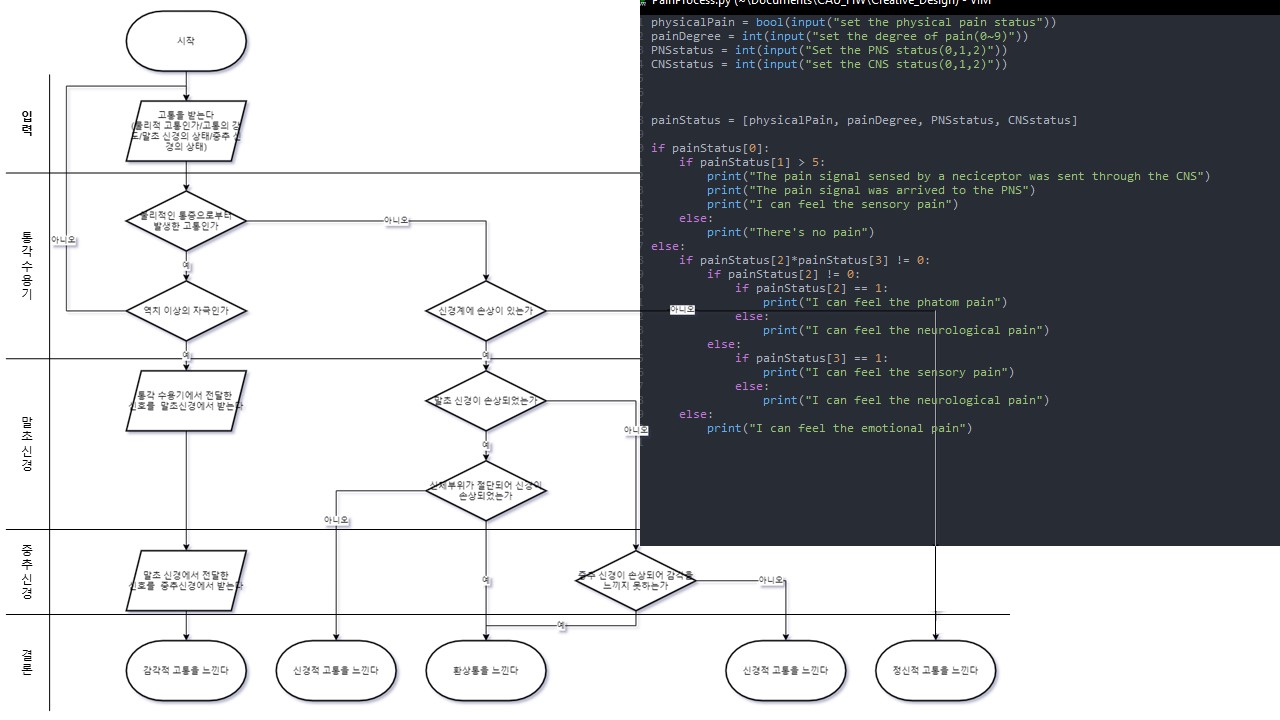 PainProcess.py (~\Documents\CAU_HW\Creative_Design) - VIM
physicalPain = bool(input("set the physical pain status"))
painDegree = int(input("set the degree of pain(0~9)"))
PNSstatus = int(input("Set the PNS status(0,1,2)"))
CNSstatus = int(input("set the CNS status(0,1,2)"))
painStatus = [physicalPain, painDegree, PNSstatus, CNSstatus]
if painStatus[0]:
if painStatus[1] > 5:
print("The pain signal sensed by a neciceptor was sent through the CNS")
print("The pain signal was arrived to the PNS")
print("I can feel the sensory pain")
else:
print("There's no pain")
else:
if painStatus[2]*painStatus[3] != 0:
if painStatus[2] != 0:
if painStatus[2] == 1:
print("I can feel the phatom pain")
else:
print("I can feel the neurological pain")
else:
if painStatus[3] == 1:
print("I can feel the sensory pain")
else:
print("I can feel the neurological pain")
else:
print("I can feel the emotional pain")
시작
입력
고통을 받는다
(물리적 고통인가/고통의 강
도/말초 신경의 상태/중추 신
경의 상태)
통각수용기
물리적인 통증으로부터
발생한 고통인가
아니오
아니오
예
역치 이상의 자극인가
신경계에 손상이 있는가
아니오
예
예
말초신경
통각 수용기에서 전달한
신호를 말초신경에서 받는다
말초 신경이 손상되었는가
아니오
예
신체부위가 절단되어 신경이
손상되었는가
아니오
중추신경
말초 신경에서 전달한
신호를 중추신경에서 받는다
예
중추 신경이 손상되어 감각을
느끼지 못하는가
아니오
예
결론
감각적 고통을 느낀다
신경적 고통을 느낀다
환상통을 느낀다
신경적 고통을 느낀다
정신적 고통을 느낀다